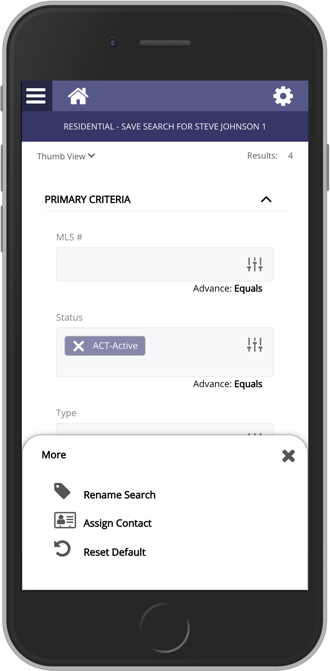 RESIDENTIAL - SAVE SEARCH FOR STEVE JOHNSON 1
Thumb View Results: 4
PRIMARY CRITERIA
MLS #
Advance: Equals
Status
ACT-Active
Advance: Equals
Type
More
Rename Search
Assign Contact
Reset Default